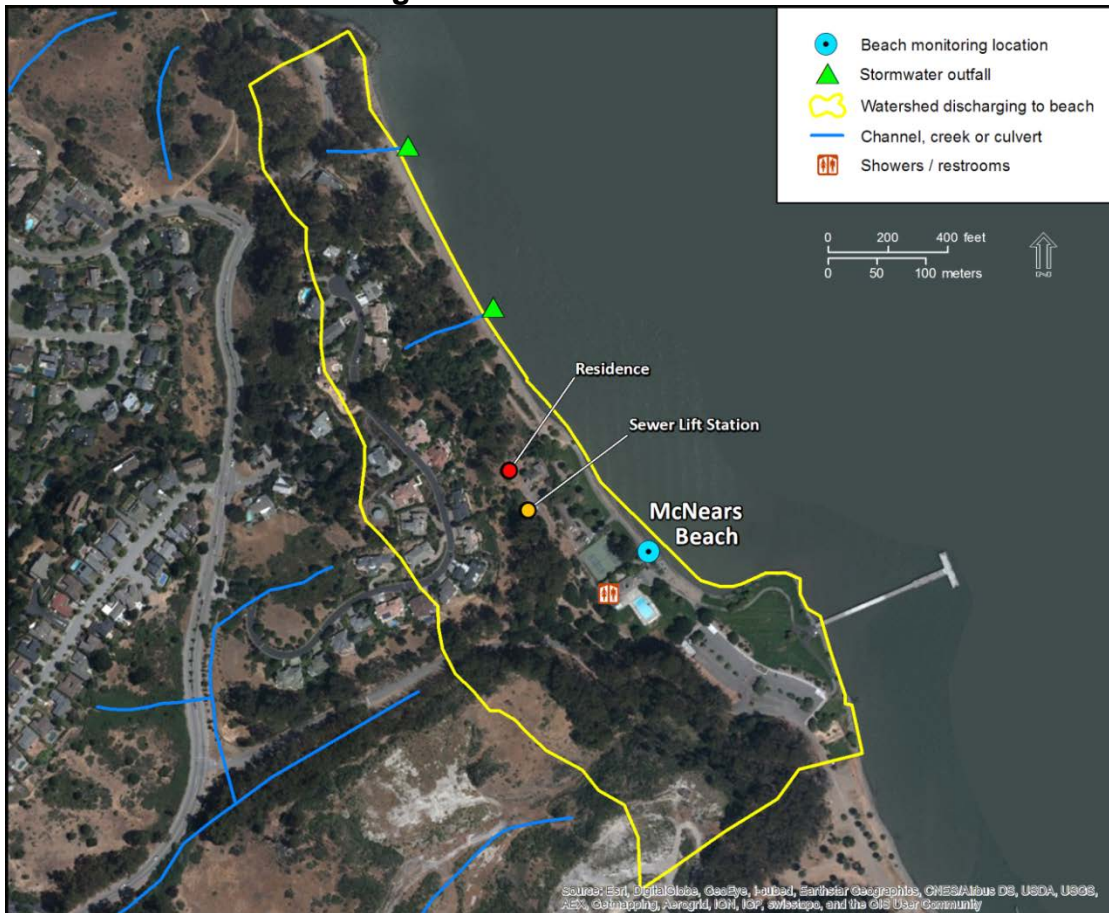 Beach monitoring location
Stormwater outfall
Watershed discharging to beach
Channel, creek or culvert
Showers / restrooms
0 200 400 feet
0 50 100 meters
Residence
Sewer Lift Station
McNears
Beach
Source: Esri, DigitalGlobe, GeoEye, i-cubed, Earthstar Geographics, CNES/Airbus DS, USDA, USGS,
AEX, Getmapping, Aerogrid, IGN, IGP, swisstopo, and the GIS User Community